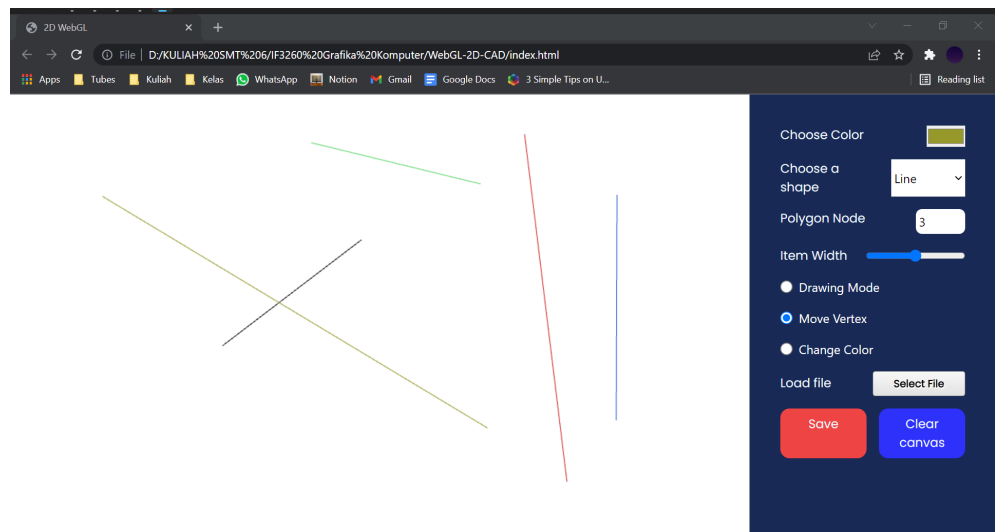 2D WebGL
File D:/KULIAH%20SMT%206/IF3260%20Grafika%20Komputer/WebGL-2D-CAD/index.html
Apps Tubes Kuliah Kelas WhatsApp Notion Gmail Google Docs 3 Simple Tips on U... Reading list
Choose Color
Choose a
shape
Line
Polygon Node 3
Item Width
Drawing Mode
Move Vertex
Change Color
Load file Select File
Save
Clear
canvas